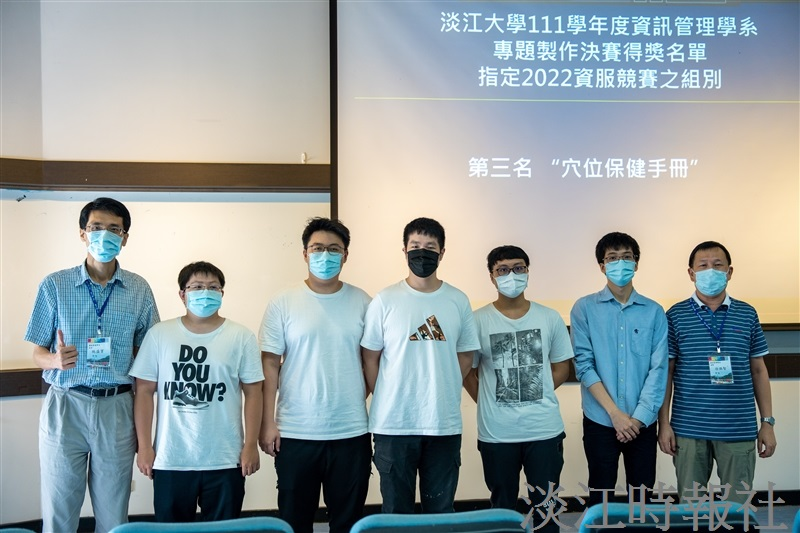 淡江大學111學年度資訊管理學系
專題製作決賽得獎名單
指定2022資服競賽之組別
第三名 “穴位保健手冊”
DO
YOU
KNOW?
淡江時報社